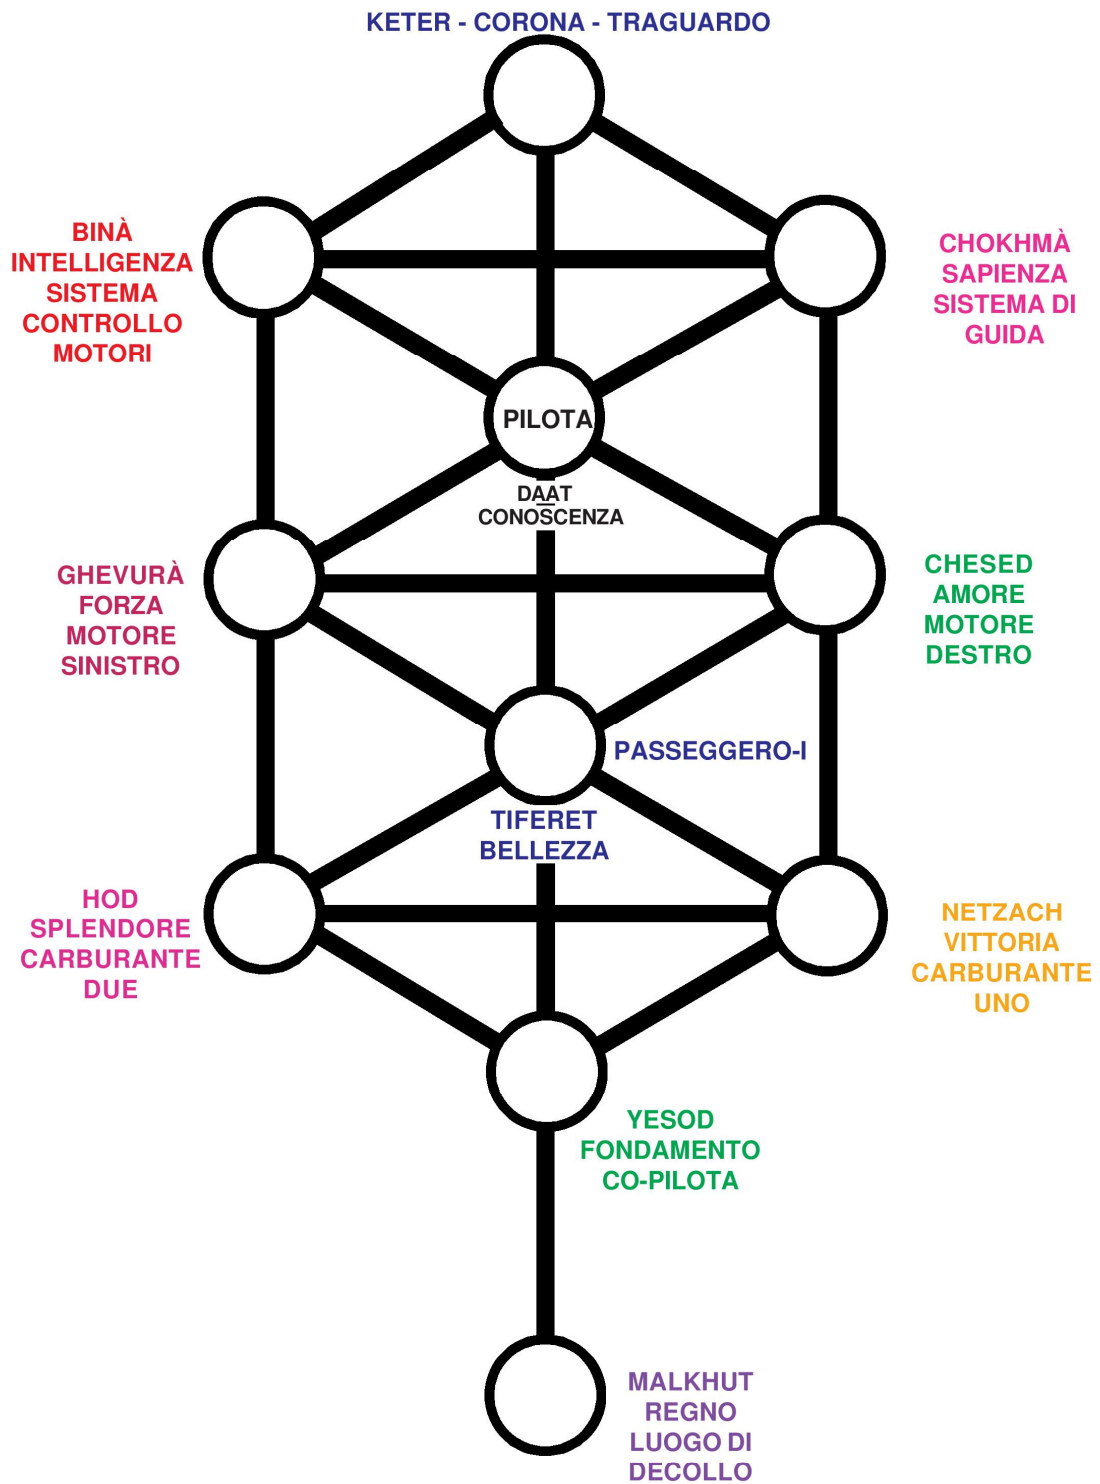 KETER - CORONA - TRAGUARDO
BINÀ
INTELLIGENZA
SISTEMA
CONTROLLO
MOTORI
CHOKHMÀ
SAPIENZA
SISTEMA DI
GUIDA
PILOTA
DAAT
CONOSCENZA
GHEVURÀ
FORZA
MOTORE
SINISTRO
CHESED
AMORE
MOTORE
DESTRO
PASSEGGERO-I
TIFERET
BELLEZZA
HOD
SPLENDORE
CARBURANTE
DUE
NETZACH
VITTORIA
CARBURANTE
UNO
YESOD
FONDAMENTO
CO-PILOTA
MALKHUT
REGNO
LUOGO DI
DECOLLO